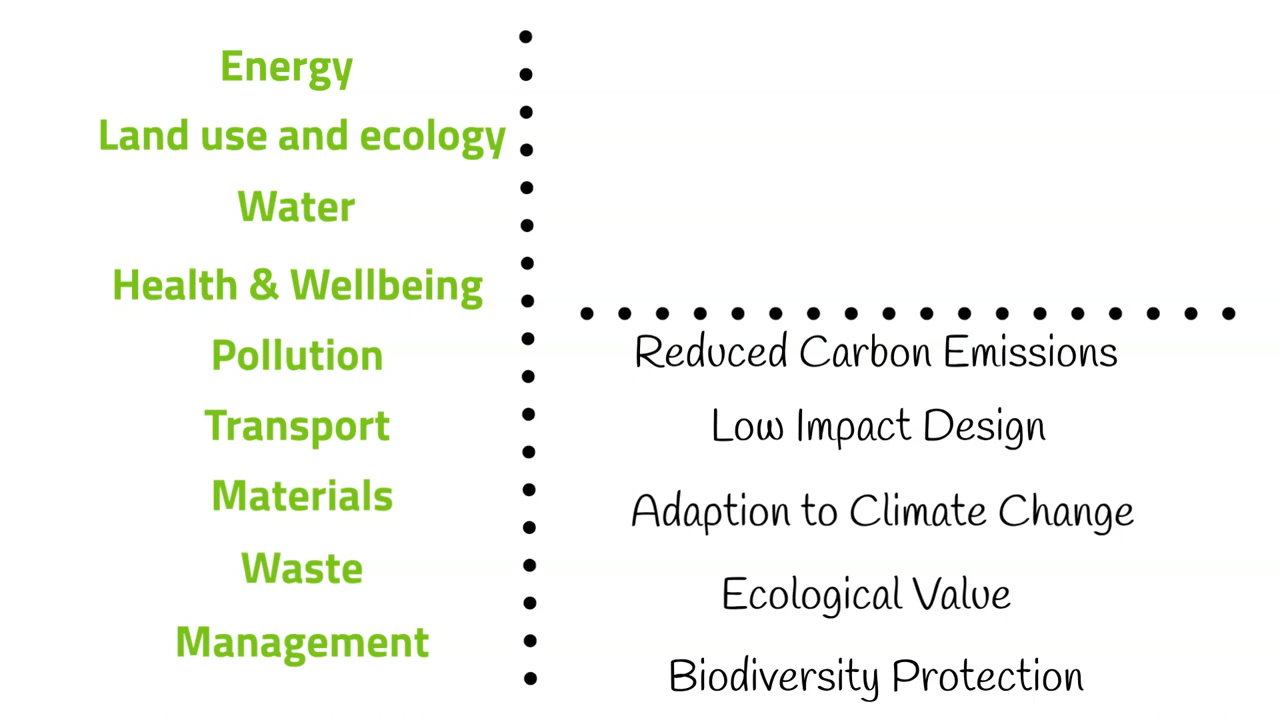 Energy
Land use and ecology
Water
Health & Wellbeing
Pollution
Transport
Materials
Waste
Management
Reduced Carbon Emissions
Low Impact Design
Adaption to Climate Change
Ecological Value
Biodiversity Protection